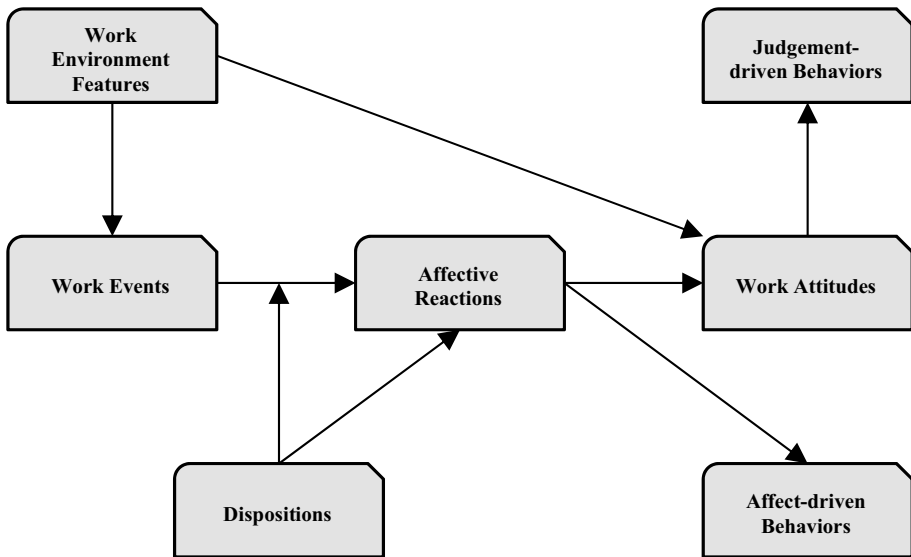 Work
Environment
Features
Judgement-
driven Behaviors
Work Events
Affective
Reactions
Work Attitudes
Dispositions
Affect-driven
Behaviors